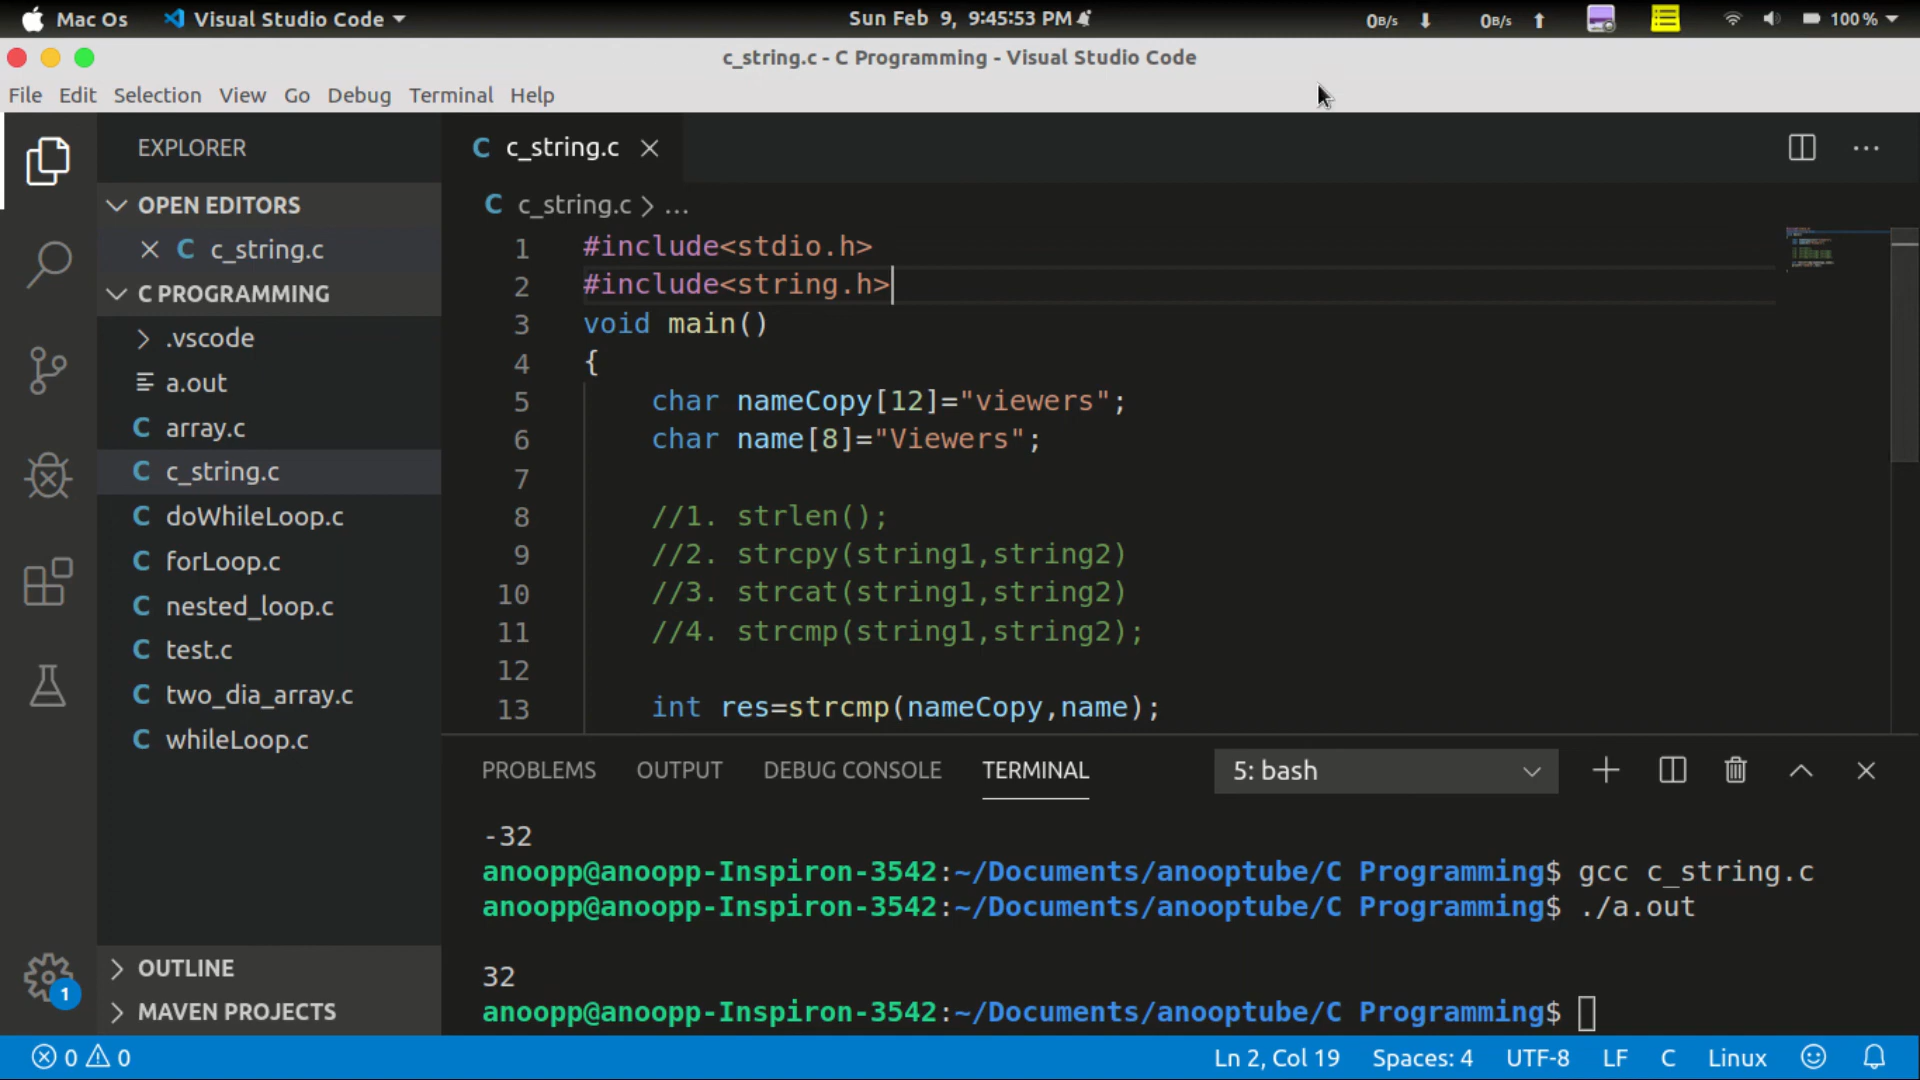 Mac Os Visual Studio Code Sun Feb 9, 9:45:53 PM 0B/s 0B/s 100 %
c_string.c - C Programming - Visual Studio Code
File Edit Selection View Go Debug Terminal Help
EXPLORER
OPEN EDITORS
c_string.c
C PROGRAMMING
.vscode
a.out
array.c
c_string.c
doWhileLoop.c
forLoop.c
nested_loop.c
test.c
two_dia_array.c
whileLoop.c
OUTLINE
MAVEN PROJECTS
1
C c_string.c
C c_string.c > ...
1 #include<stdio.h>
2 #include<string.h>
3 void main()
4 {
5 char nameCopy[12]="viewers";
6 char name[8]="Viewers";
7
8 //1. strlen();
9 //2. strcpy(string1,string2)
10 //3. strcat(string1,string2)
11 //4. strcmp(string1,string2);
12
13 int res=strcmp(nameCopy,name);
PROBLEMS OUTPUT DEBUG CONSOLE TERMINAL 5: bash
-32
anoopp@anoopp-Inspiron-3542:~/Documents/anooptube/C Programming$ gcc c_string.c
anoopp@anoopp-Inspiron-3542:~/Documents/anooptube/C Programming$ ./a.out
32
anoopp@anoopp-Inspiron-3542:~/Documents/anooptube/C Programming$
0 0 Ln 2, Col 19 Spaces: 4 UTF-8 LF C Linux